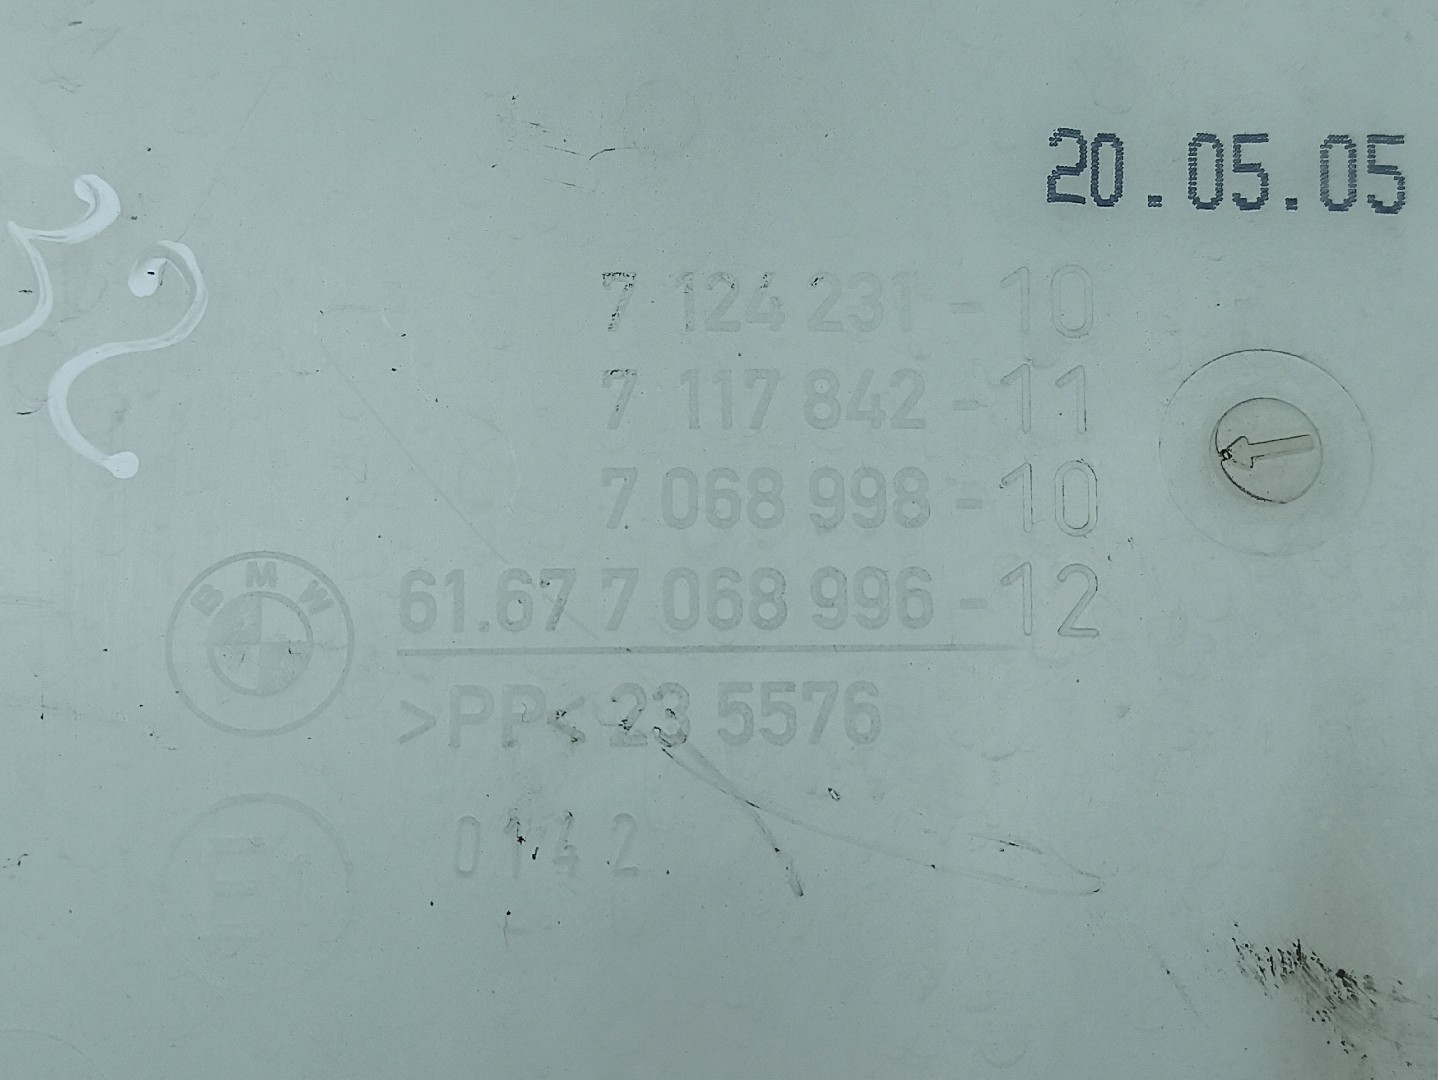 20.05.05
7 124 231 - 10
7 117 842 - 11
7 068 998 - 10
BMW
61.67 7 068 996 - 12
>PP< 23 5576
0142